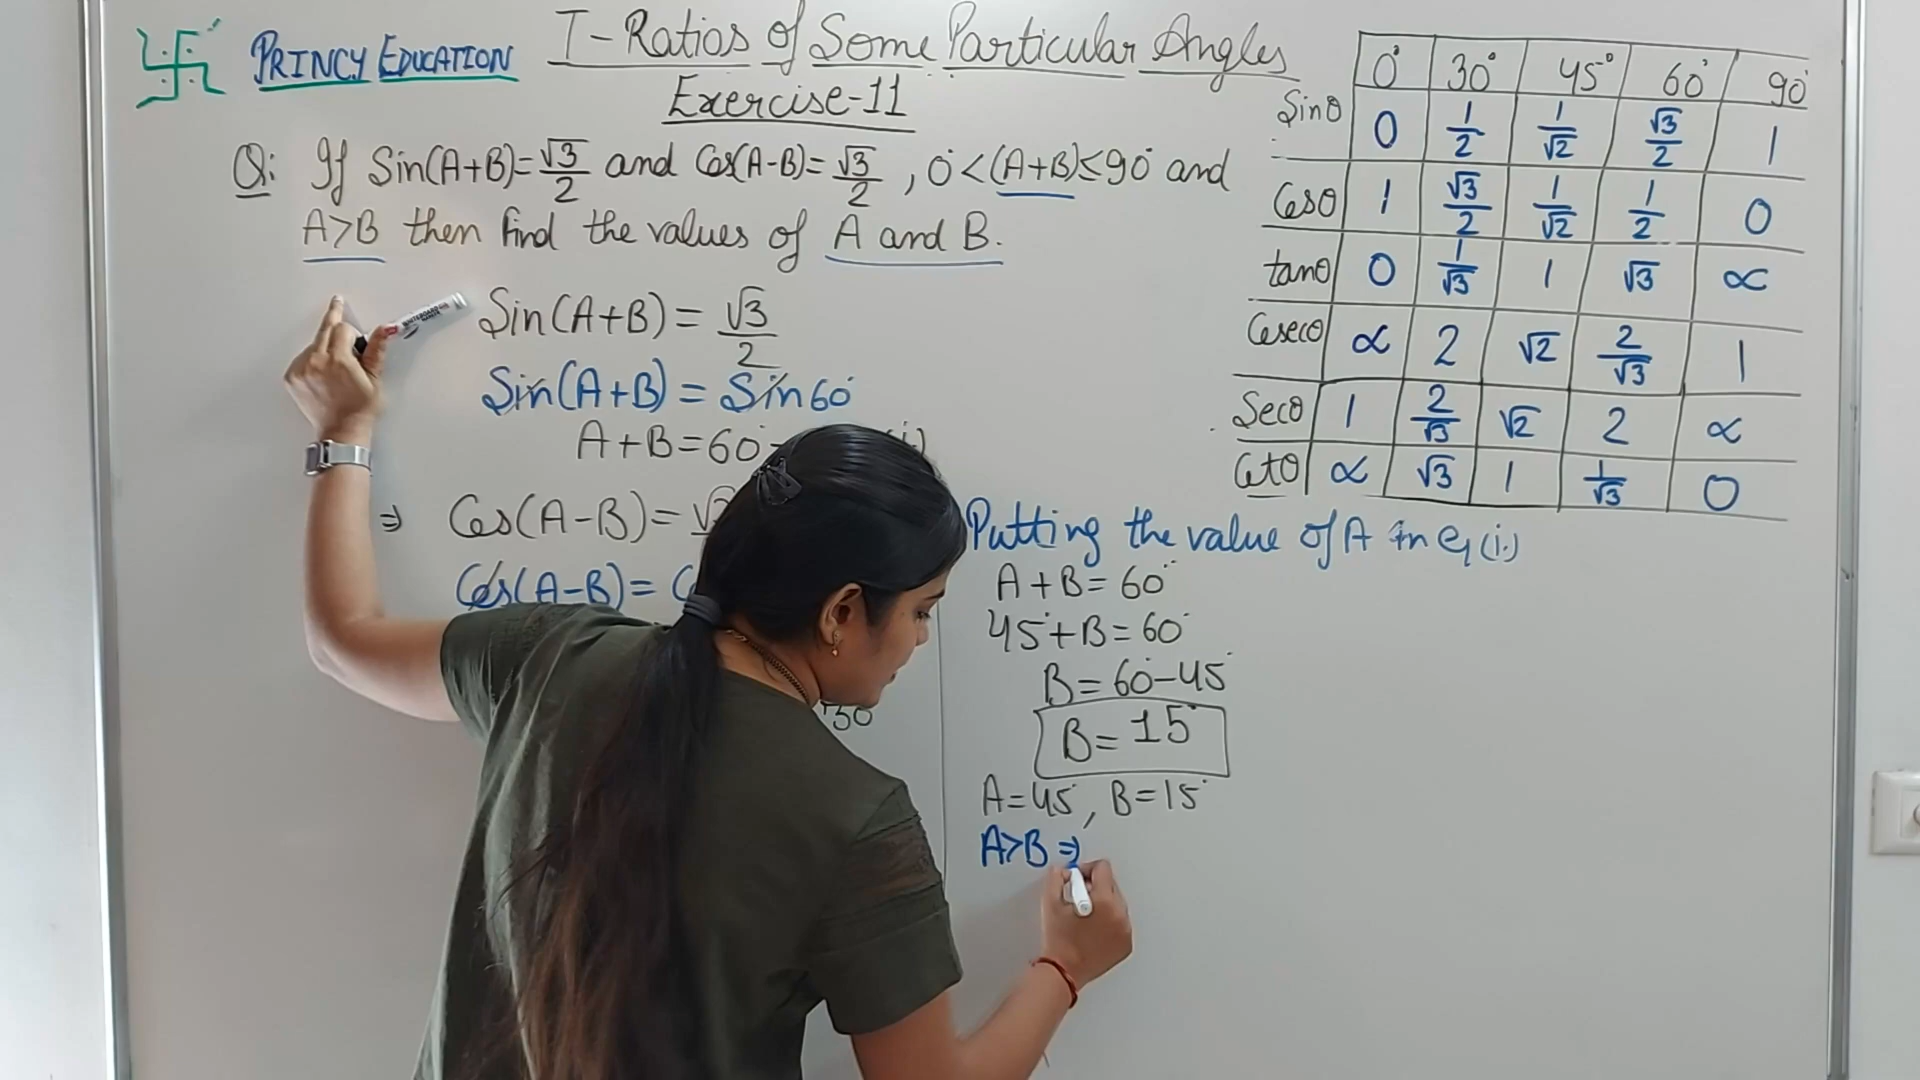 PRINCY EDUCATION
T-Ratios of Some Particular Angles
Exercise-11
Q: If Sin(A+B)=√3/2 and Cos(A-B)=√3/2, 0°<(A+B)≤90° and
A>B then find the values of A and B.
Sin(A+B) = √3/2
Sin(A+B) = Sin60°
A+B=60°
⇒ Cos(A-B)=
Cos(A-B)=
30
Putting the value of A in eq (i)
A+B=60°
45°+B=60°
B=60°-45°
B=15°
A=45°, B=15°
A>B ⇒
0° 30° 45° 60° 90°
Sinθ 0 1/2 1/√2 √3/2 1
Cosθ 1 √3/2 1/√2 1/2 0
tanθ 0 1/√3 1 √3 ∝
Cosecθ ∝ 2 √2 2/√3 1
Secθ 1 2/√3 √2 2 ∝
Cotθ ∝ √3 1 1/√3 0